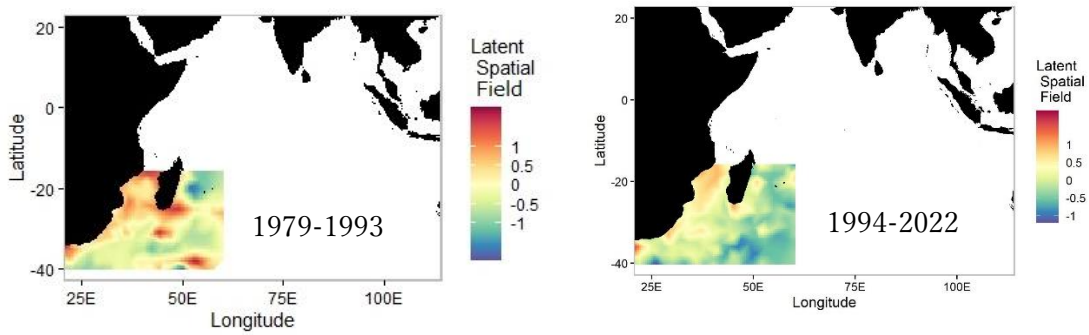 20
0
-20
-40
Latitude
25E
50E
75E
100E
Longitude
1979-1993
Latent
Spatial
Field
1
0.5
0
-0.5
-1
20
0
-20
-40
Latitude
25E
50E
75E
100E
Longitude
1994-2022
Latent
Spatial
Field
1
0.5
0
-0.5
-1